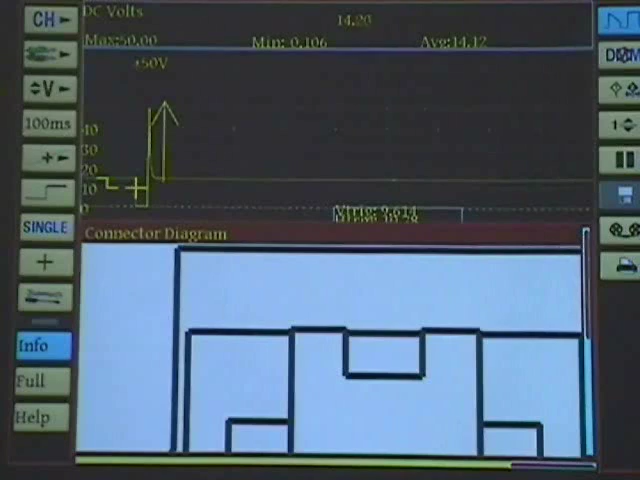 CH
DC Volts
14.20
Max:50.00 Min: 0.106 Avg:14.12
±50V
V
100ms
40
30
20
10
0
1
SINGLE
Connector Diagram
Info
Full
Help